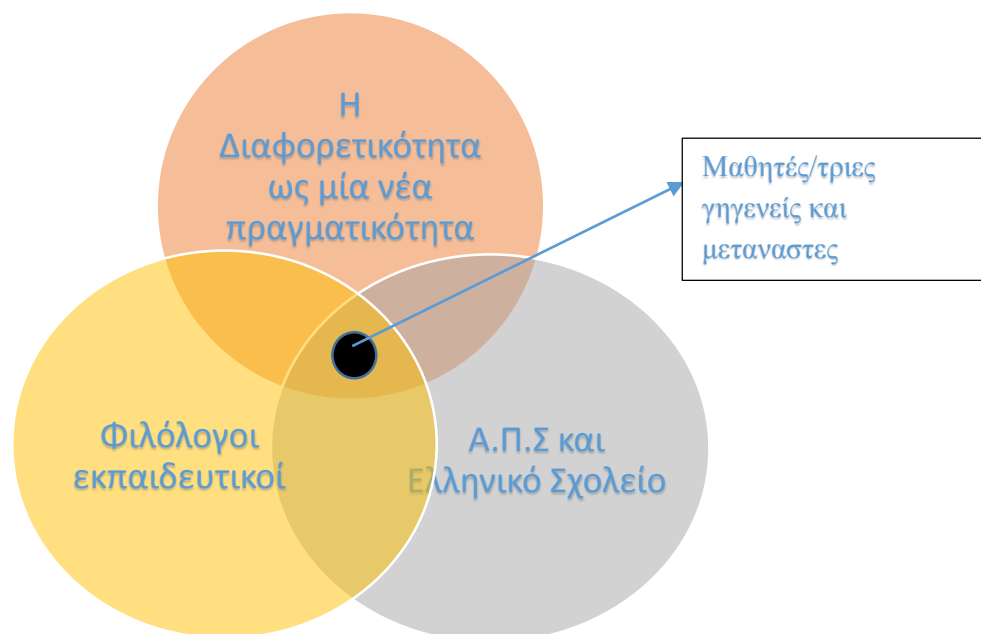 Η
Διαφορετικότητα
ως μία νέα
πραγματικότητα
Μαθητές/τριες
γηγενείς και
μεταναστες
Φιλόλογοι
εκπαιδευτικοί
Α.Π.Σ και
Ελληνικό Σχολείο